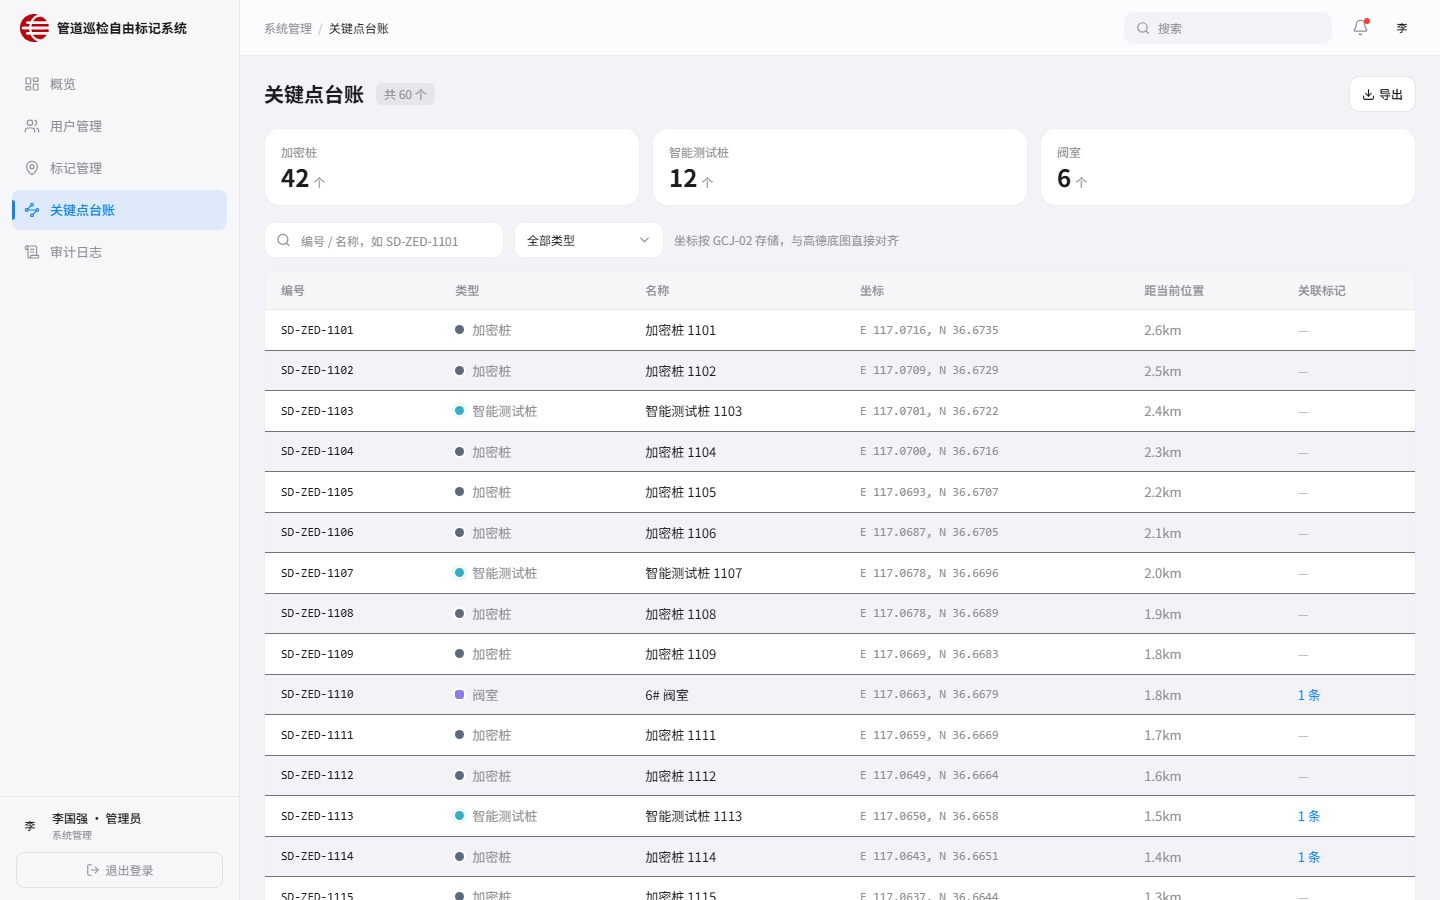 管道巡检自由标记系统
概览
用户管理
标记管理
关键点台账
审计日志
李
李国强 · 管理员
系统管理
退出登录
系统管理 / 关键点台账
搜索
李
关键点台账 共 60 个
导出
加密桩
42 个
智能测试桩
12 个
阀室
6 个
编号 / 名称，如 SD-ZED-1101
全部类型
坐标按 GCJ-02 存储，与高德底图直接对齐
编号 类型 名称 坐标 距当前位置 关联标记
SD-ZED-1101 加密桩 加密桩 1101 E 117.0716, N 36.6735 2.6km —
SD-ZED-1102 加密桩 加密桩 1102 E 117.0709, N 36.6729 2.5km —
SD-ZED-1103 智能测试桩 智能测试桩 1103 E 117.0701, N 36.6722 2.4km —
SD-ZED-1104 加密桩 加密桩 1104 E 117.0700, N 36.6716 2.3km —
SD-ZED-1105 加密桩 加密桩 1105 E 117.0693, N 36.6707 2.2km —
SD-ZED-1106 加密桩 加密桩 1106 E 117.0687, N 36.6705 2.1km —
SD-ZED-1107 智能测试桩 智能测试桩 1107 E 117.0678, N 36.6696 2.0km —
SD-ZED-1108 加密桩 加密桩 1108 E 117.0678, N 36.6689 1.9km —
SD-ZED-1109 加密桩 加密桩 1109 E 117.0669, N 36.6683 1.8km —
SD-ZED-1110 阀室 6# 阀室 E 117.0663, N 36.6679 1.8km 1 条
SD-ZED-1111 加密桩 加密桩 1111 E 117.0659, N 36.6669 1.7km —
SD-ZED-1112 加密桩 加密桩 1112 E 117.0649, N 36.6664 1.6km —
SD-ZED-1113 智能测试桩 智能测试桩 1113 E 117.0650, N 36.6658 1.5km 1 条
SD-ZED-1114 加密桩 加密桩 1114 E 117.0643, N 36.6651 1.4km 1 条
SD-ZED-1115 加密桩 加密桩 1115 E 117.0637, N 36.6644 1.3km —